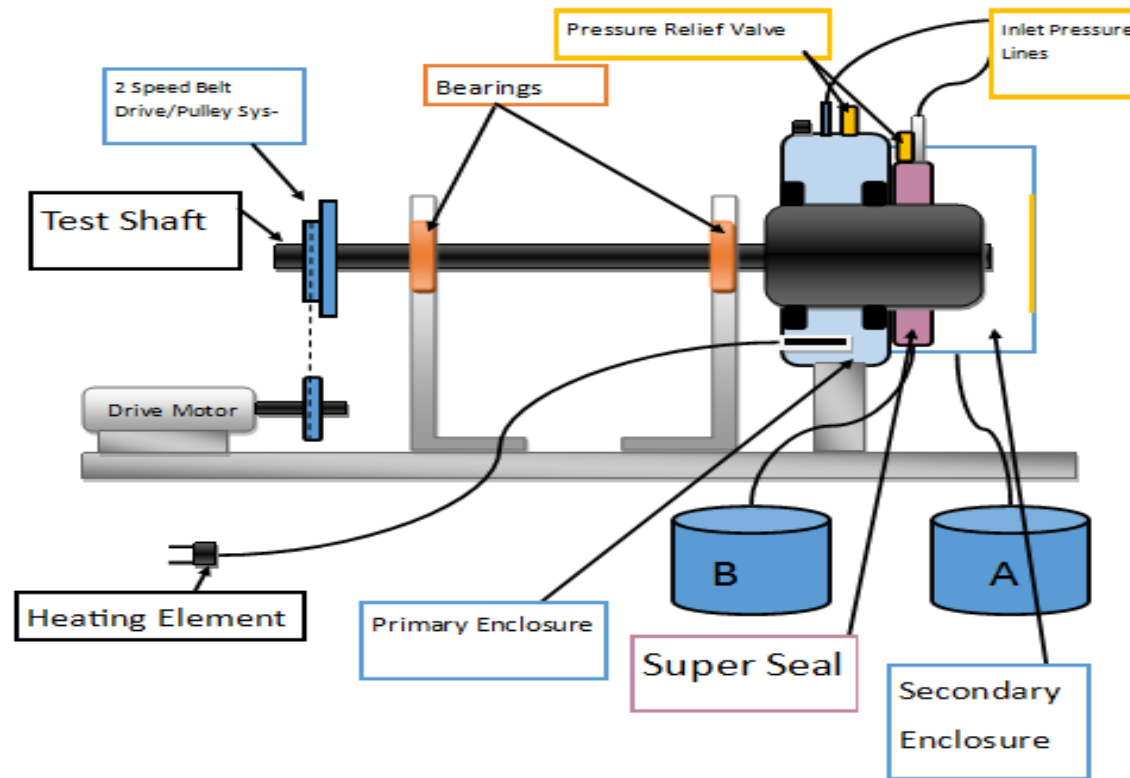 Pressure Relief Valve
Inlet Pressure
Lines
2 Speed Belt
Drive/Pulley Sys-
Bearings
Test Shaft
Drive Motor
B
A
Heating Element
Primary Enclosure
Super Seal
Secondary
Enclosure